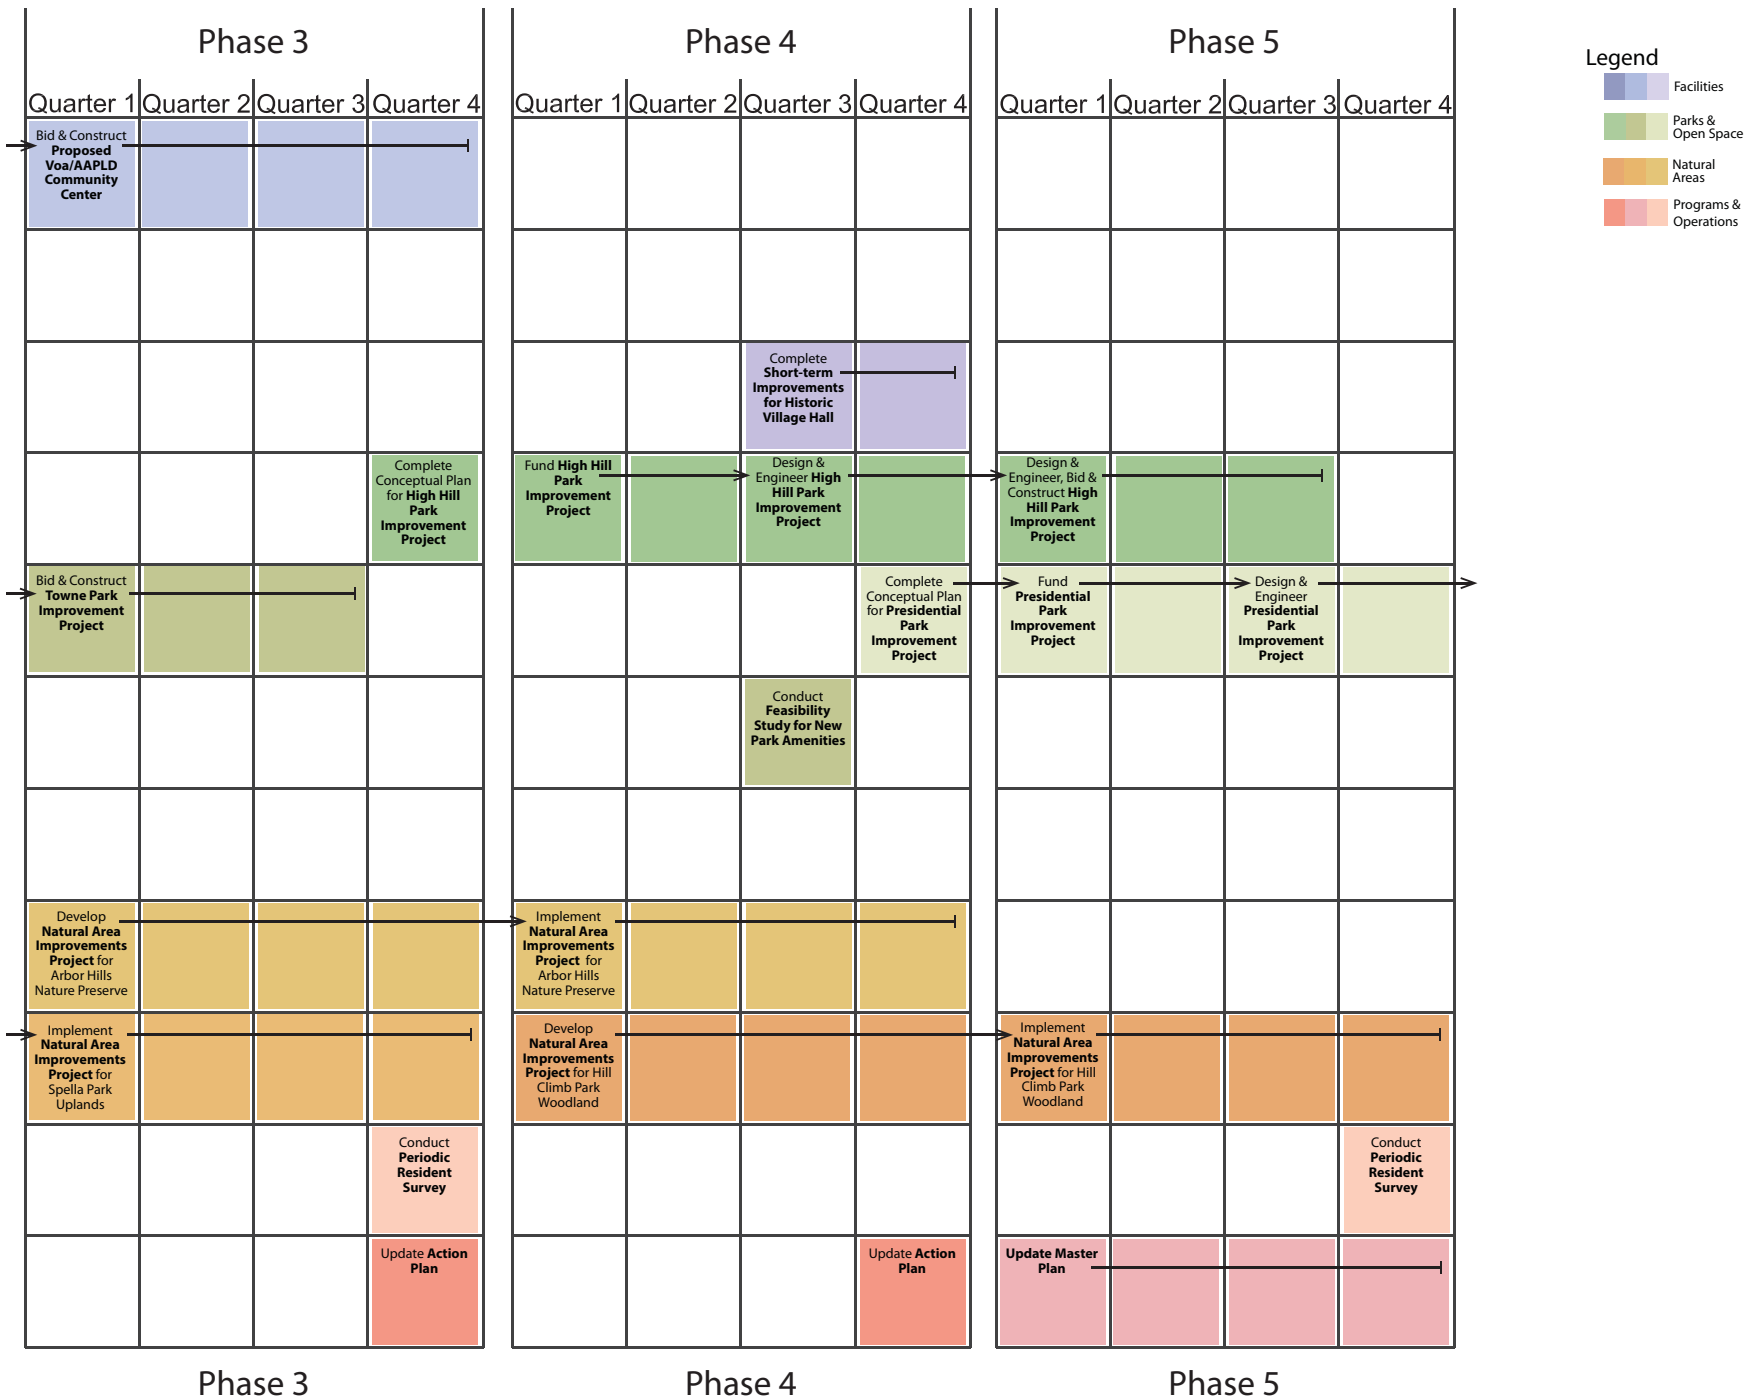 Phase 3
Phase 4
Phase 5
Legend
Facilities
Parks &
Open Space
Natural
Areas
Programs &
Operations
Quarter 1
Quarter 2
Quarter 3
Quarter 4
Quarter 1
Quarter 2
Quarter 3
Quarter 4
Quarter 1
Quarter 2
Quarter 3
Quarter 4
Bid & Construct
Proposed
Voa/AAPLD
Community
Center
Complete
Short-term
Improvements
for Historic
Village Hall
Complete
Conceptual Plan
for High Hill
Park
Improvement
Project
Fund High Hill
Park
Improvement
Project
Design &
Engineer High
Hill Park
Improvement
Project
Design &
Engineer, Bid &
Construct High
Hill Park
Improvement
Project
Bid & Construct
Towne Park
Improvement
Project
Complete
Conceptual Plan
for Presidential
Park
Improvement
Project
Fund
Presidential
Park
Improvement
Project
Design &
Engineer
Presidential
Park
Improvement
Project
Conduct
Feasibility
Study for New
Park Amenities
Develop
Natural Area
Improvements
Project for
Arbor Hills
Nature Preserve
Implement
Natural Area
Improvements
Project for
Arbor Hills
Nature Preserve
Implement
Natural Area
Improvements
Project for
Spella Park
Uplands
Develop
Natural Area
Improvements
Project for Hill
Climb Park
Woodland
Implement
Natural Area
Improvements
Project for Hill
Climb Park
Woodland
Conduct
Periodic
Resident
Survey
Conduct
Periodic
Resident
Survey
Update Action
Plan
Update Action
Plan
Update Master
Plan
Phase 3
Phase 4
Phase 5